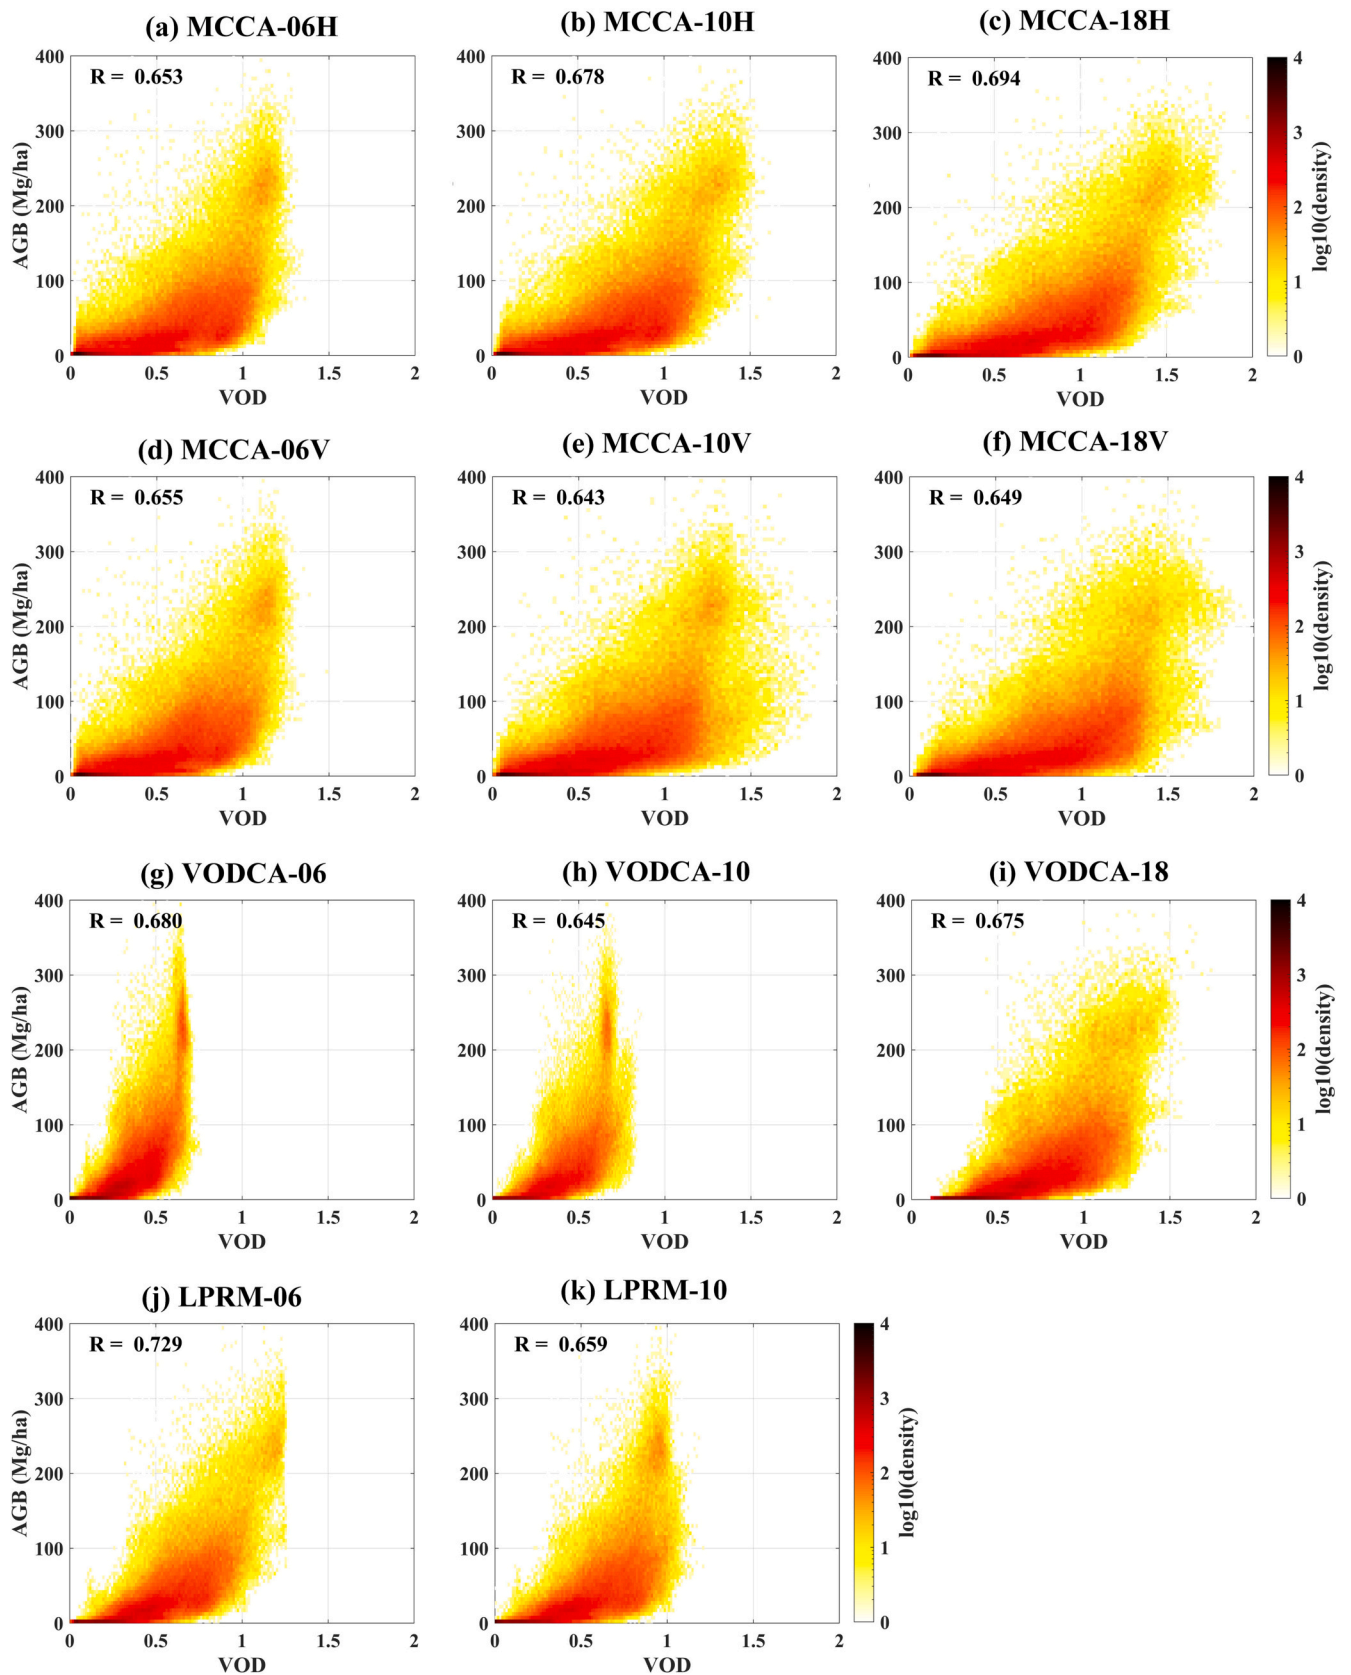 (a) MCCA-06H
(b) MCCA-10H
(c) MCCA-18H
R = 0.653
R = 0.678
R = 0.694
AGB (Mg/ha)
400
300
200
100
0
0 0.5 1 1.5 2
VOD
0 0.5 1 1.5 2
VOD
0 0.5 1 1.5 2
VOD
4
3
2
1
0
log10(density)
(d) MCCA-06V
(e) MCCA-10V
(f) MCCA-18V
R = 0.655
R = 0.643
R = 0.649
AGB (Mg/ha)
400
300
200
100
0
400
300
200
100
0
400
300
200
100
0
0 0.5 1 1.5 2
VOD
0 0.5 1 1.5 2
VOD
0 0.5 1 1.5 2
VOD
4
3
2
1
0
log10(density)
(g) VODCA-06
(h) VODCA-10
(i) VODCA-18
R = 0.680
R = 0.645
R = 0.675
AGB (Mg/ha)
400
300
200
100
0
400
300
200
100
0
400
300
200
100
0
0 0.5 1 1.5 2
VOD
0 0.5 1 1.5 2
VOD
0 0.5 1 1.5 2
VOD
4
3
2
1
0
log10(density)
(j) LPRM-06
(k) LPRM-10
R = 0.729
R = 0.659
AGB (Mg/ha)
400
300
200
100
0
400
300
200
100
0
0 0.5 1 1.5 2
VOD
0 0.5 1 1.5 2
VOD
4
3
2
1
0
log10(density)